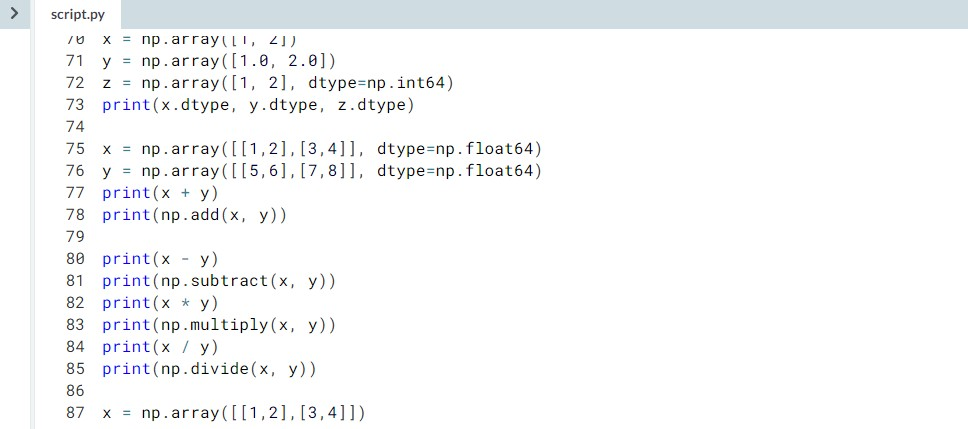 script.py
70 x = np.array([1, 2])
71 y = np.array([1.0, 2.0])
72 z = np.array([1, 2], dtype=np.int64)
73 print(x.dtype, y.dtype, z.dtype)
74
75 x = np.array([[1,2],[3,4]], dtype=np.float64)
76 y = np.array([[5,6],[7,8]], dtype=np.float64)
77 print(x + y)
78 print(np.add(x, y))
79
80 print(x - y)
81 print(np.subtract(x, y))
82 print(x * y)
83 print(np.multiply(x, y))
84 print(x / y)
85 print(np.divide(x, y))
86
87 x = np.array([[1,2],[3,4]])